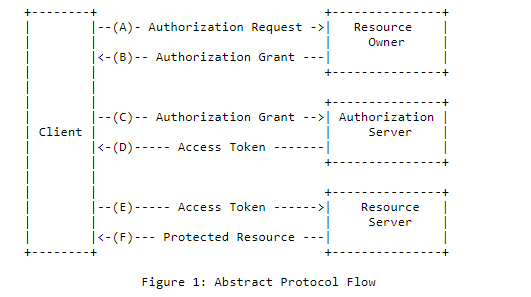 --(A)- Authorization Request ->| Resource
Owner
<-(B)-- Authorization Grant ---|
--(C)-- Authorization Grant -->| Authorization
Client Server
<-(D)----- Access Token -------|
--(E)----- Access Token ------>| Resource
Server
<-(F)--- Protected Resource ---|
Figure 1: Abstract Protocol Flow